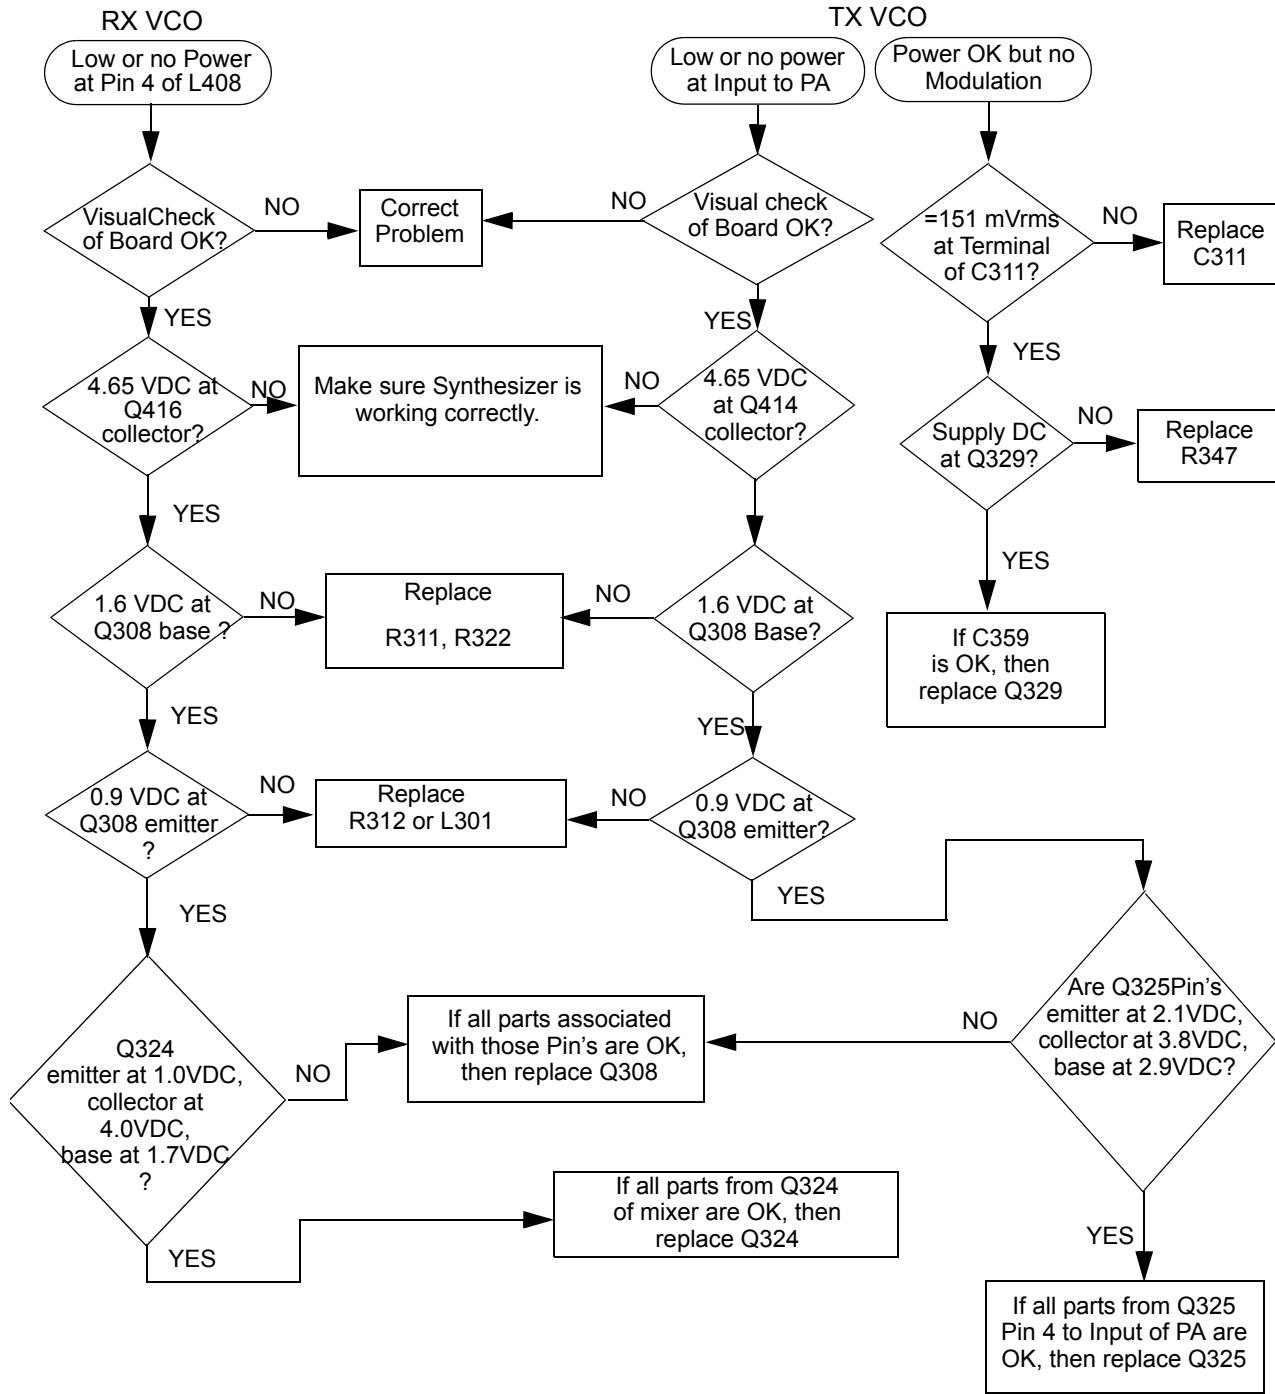 RX VCO
TX VCO
Low or no Power
at Pin 4 of L408
Low or no power
at Input to PA
Power OK but no
Modulation
VisualCheck
of Board OK?
NO
Correct
Problem
NO
Visual check
of Board OK?
=151 mVrms
at Terminal
of C311?
NO
Replace
C311
YES
YES
YES
4.65 VDC at
Q416
collector?
NO
Make sure Synthesizer is
working correctly.
NO
4.65 VDC
at Q414
collector?
Supply DC
at Q329?
NO
Replace
R347
YES
YES
1.6 VDC at
Q308 base ?
NO
Replace
R311, R322
NO
1.6 VDC at
Q308 Base?
If C359
is OK, then
replace Q329
YES
YES
0.9 VDC at
Q308 emitter
?
NO
Replace
R312 or L301
NO
0.9 VDC at
Q308 emitter?
YES
YES
Q324
emitter at 1.0VDC,
collector at
4.0VDC,
base at 1.7VDC
?
NO
If all parts associated
with those Pin's are OK,
then replace Q308
NO
Are Q325Pin's
emitter at 2.1VDC,
collector at 3.8VDC,
base at 2.9VDC?
YES
If all parts from Q324
of mixer are OK, then
replace Q324
YES
If all parts from Q325
Pin 4 to Input of PA are
OK, then replace Q325